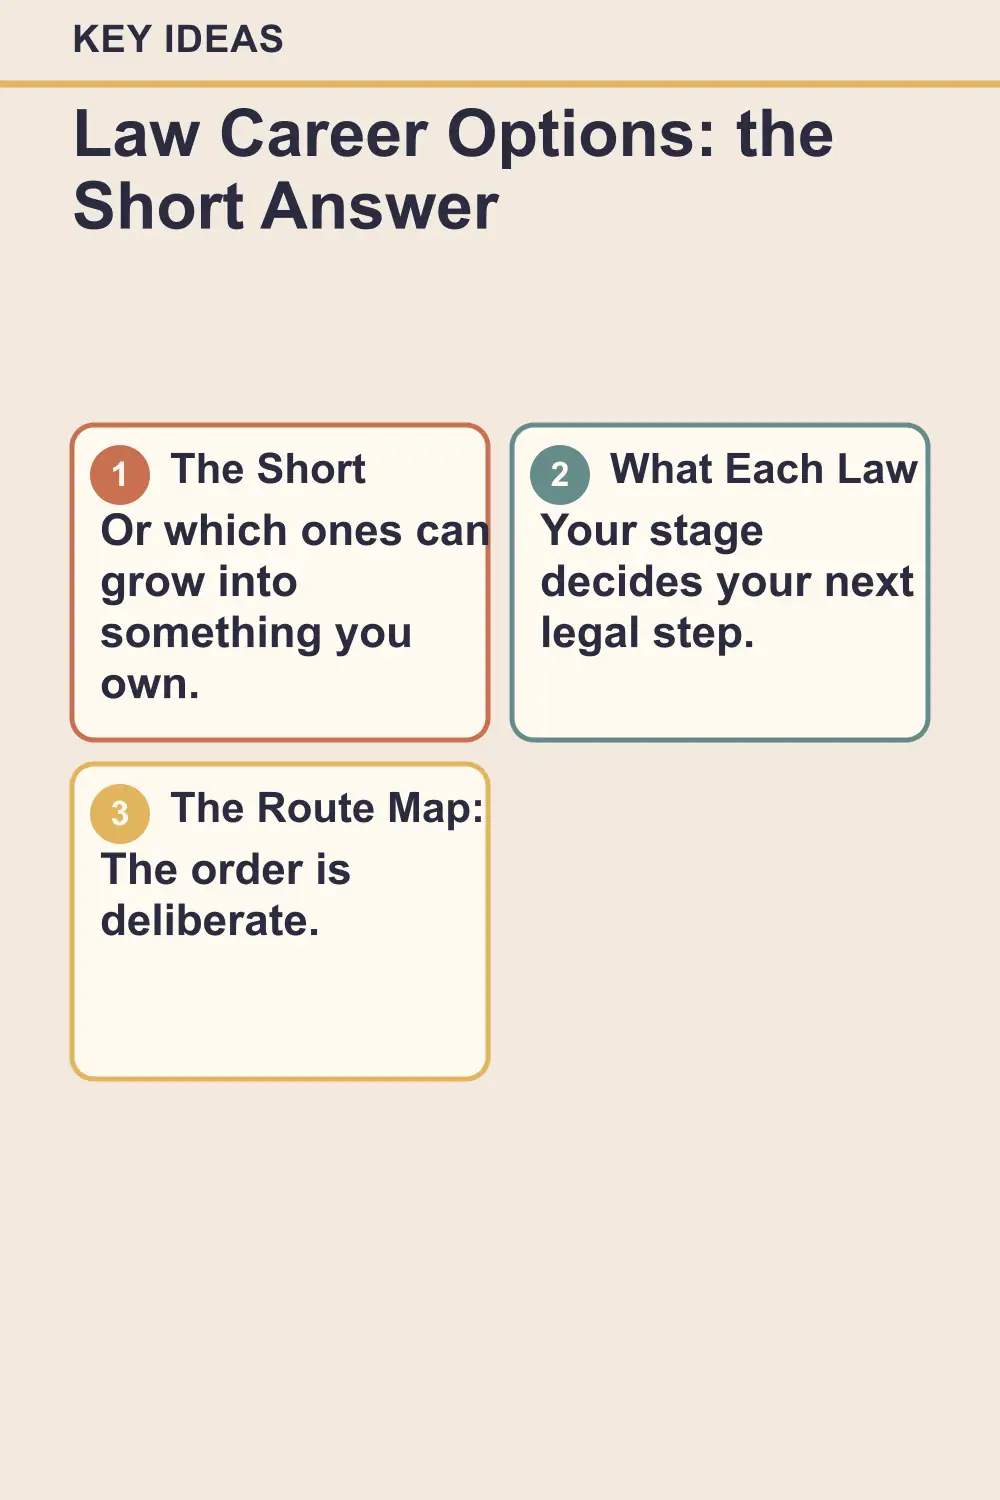 KEY IDEAS
Law Career Options: the
Short Answer
1 The Short
Or which ones can
grow into
something you
own.
2 What Each Law
Your stage
decides your next
legal step.
3 The Route Map:
The order is
deliberate.